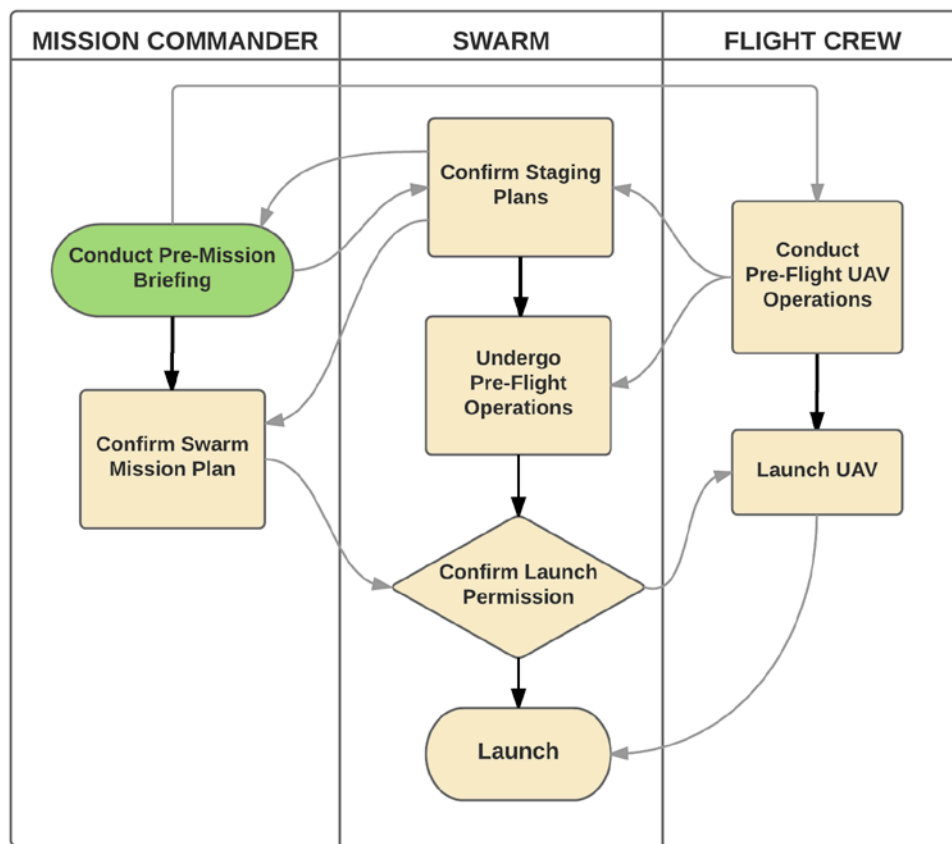 MISSION COMMANDER
SWARM
FLIGHT CREW
Confirm Staging
Plans
Conduct Pre-Mission
Briefing
Conduct
Pre-Flight UAV
Operations
Undergo
Pre-Flight
Operations
Confirm Swarm
Mission Plan
Launch UAV
Confirm Launch
Permission
Launch